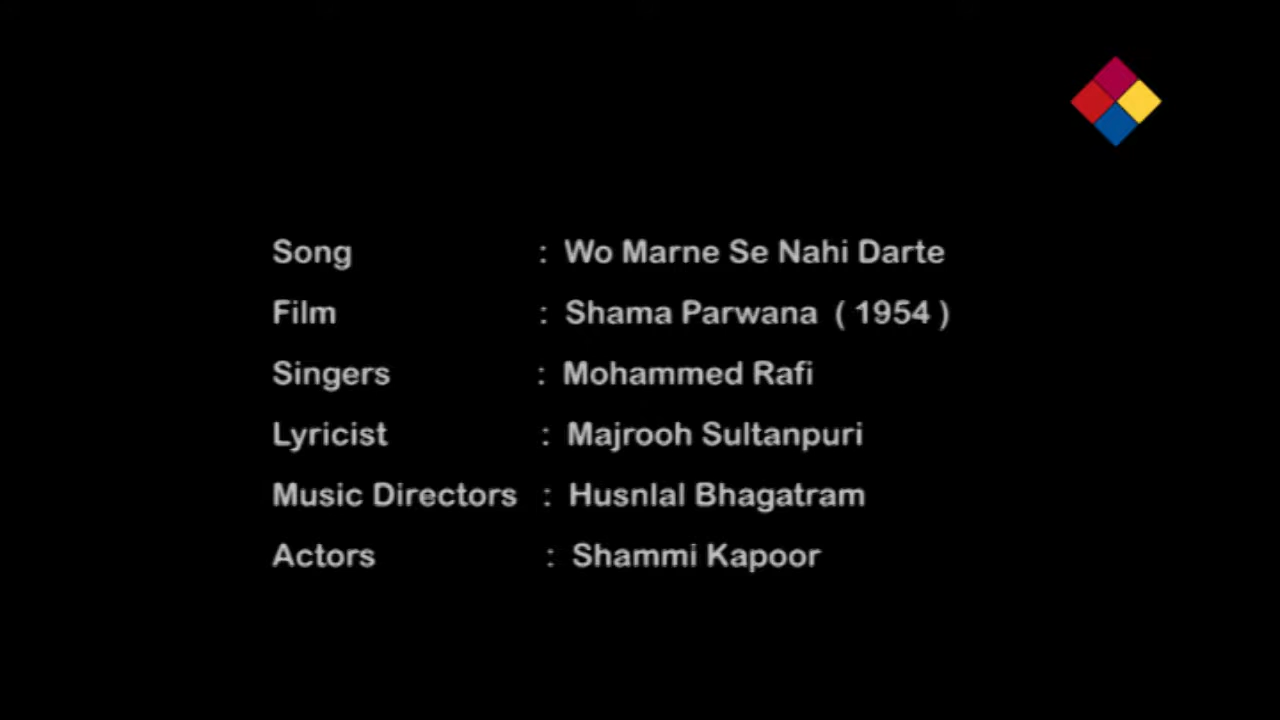 Song : Wo Marne Se Nahi Darte
Film : Shama Parwana ( 1954 )
Singers : Mohammed Rafi
Lyricist : Majrooh Sultanpuri
Music Directors : Husnlal Bhagatram
Actors : Shammi Kapoor